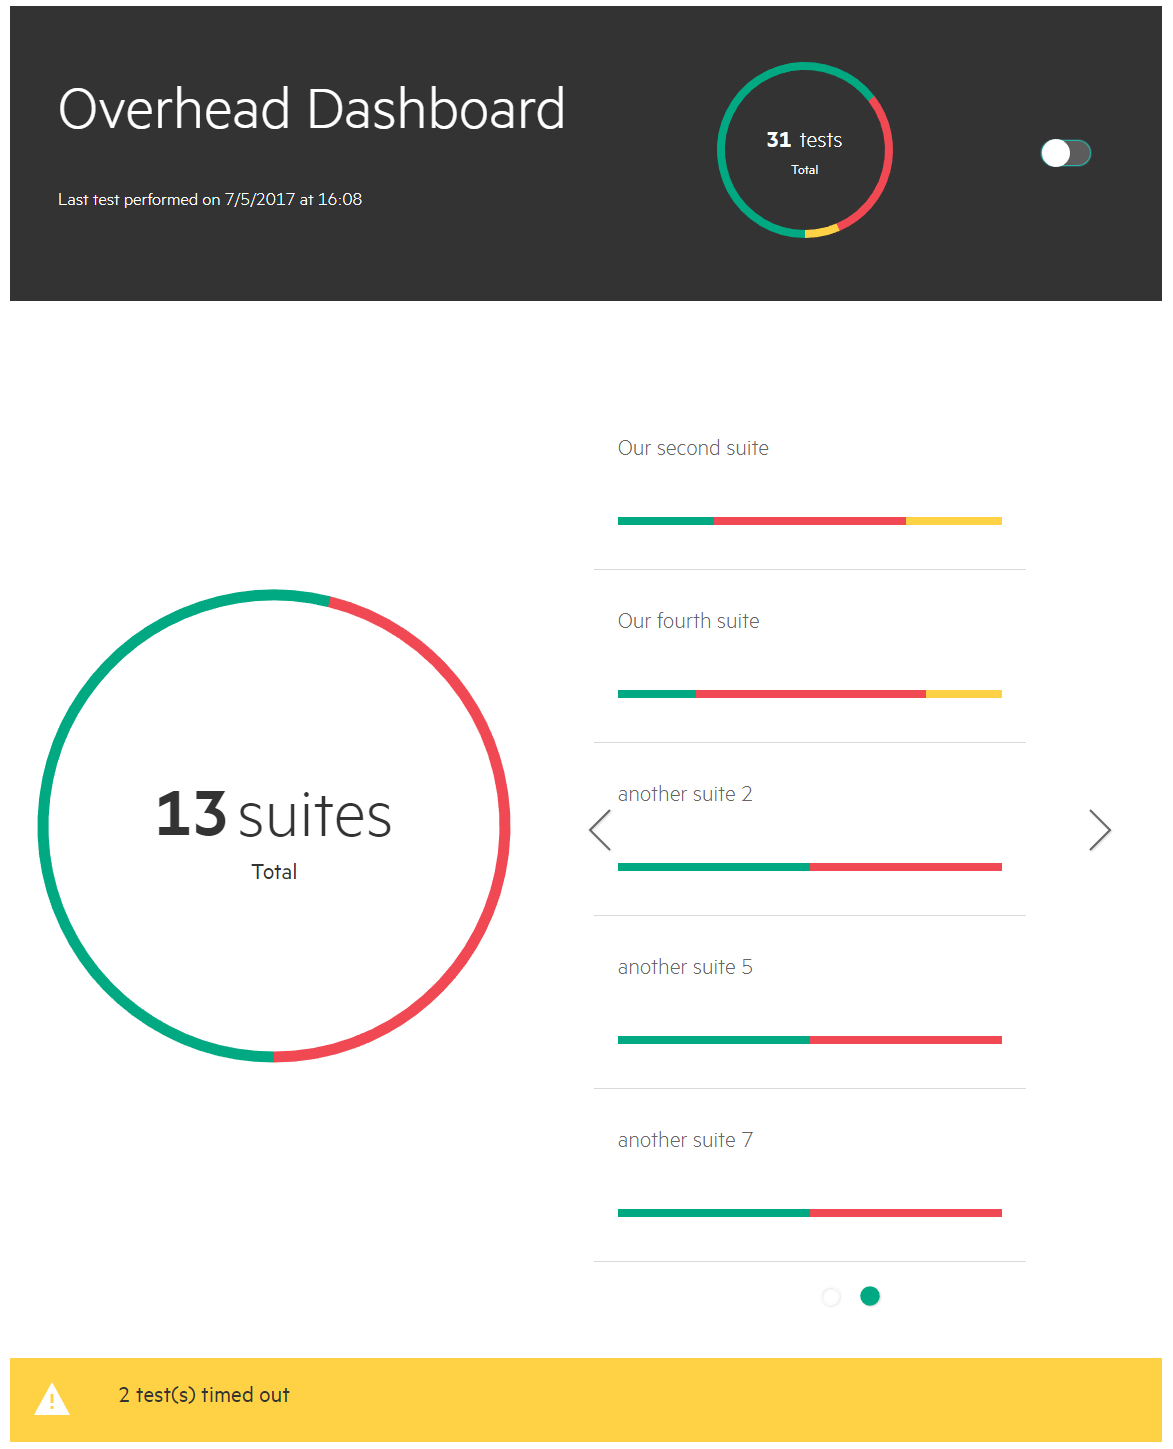 Overhead Dashboard
Last test performed on 7/5/2017 at 16:08
31 tests
Total
13 suites
Total
Our second suite
Our fourth suite
another suite 2
another suite 5
another suite 7
2 test(s) timed out